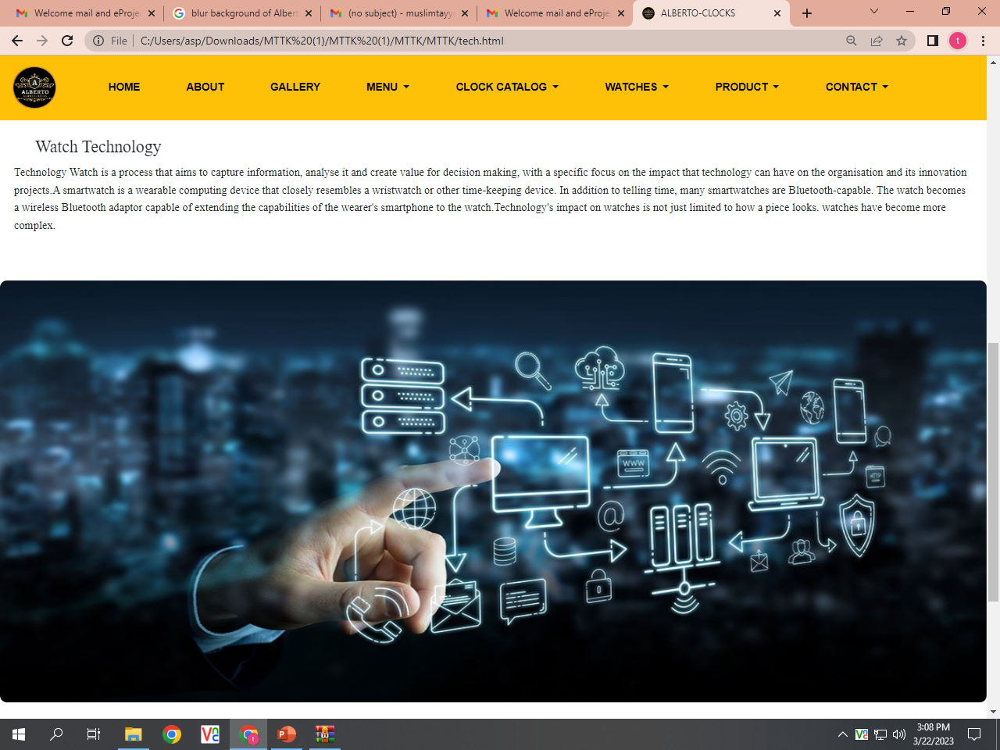 Welcome mail and eProje
blur background of Albert
(no subject) - muslimtayya
Welcome mail and eProje
ALBERTO-CLOCKS
File
C:/Users/asp/Downloads/MTTK%20(1)/MTTK%20(1)/MTTK/MTTK/tech.html
t
A
ALBERTO
HOME
ABOUT
GALLERY
MENU
CLOCK CATALOG
WATCHES
PRODUCT
CONTACT
Watch Technology
Technology Watch is a process that aims to capture information, analyse it and create value for decision making, with a specific focus on the impact that technology can have on the organisation and its innovation
projects.A smartwatch is a wearable computing device that closely resembles a wristwatch or other time-keeping device. In addition to telling time, many smartwatches are Bluetooth-capable. The watch becomes
a wireless Bluetooth adaptor capable of extending the capabilities of the wearer's smartphone to the watch.Technology's impact on watches is not just limited to how a piece looks. watches have become more
complex.
WWW
HTTP
@
3:08 PM
3/22/2023